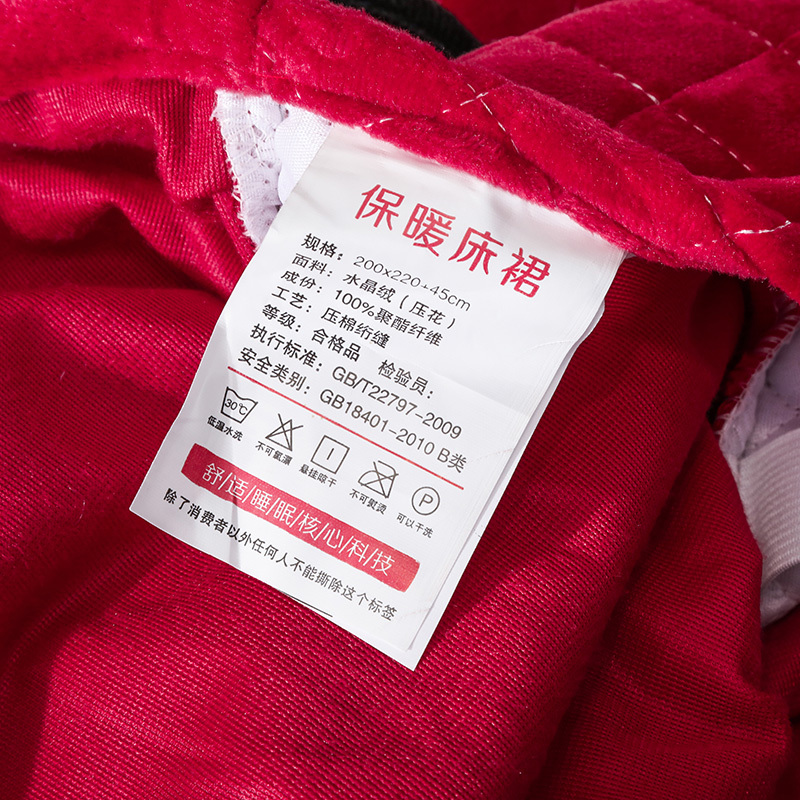 保暖床裙
规格：200x220+45cm
面料：水晶绒（压花）
成份：100%聚酯纤维
工艺：压棉绗缝
等级：合格品 检验员：
执行标准：GB/T22797-2009
安全类别：GB18401-2010 B类
30℃ P
低温水洗 不可氯漂 悬挂晾干 不可熨烫 可以干洗
舒/适/睡/眠/核/心/科/技
除了消费者以外任何人不能撕除这个标签